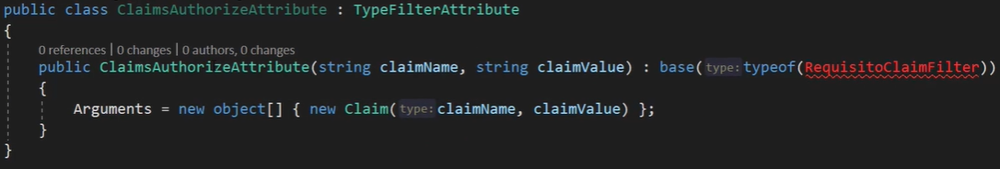 public class ClaimsAuthorizeAttribute : TypeFilterAttribute
{
0 references | 0 changes | 0 authors, 0 changes
public ClaimsAuthorizeAttribute(string claimName, string claimValue) : base(type:typeof(RequisitoClaimFilter))
{
Arguments = new object[] { new Claim(type:claimName, claimValue) };
}
}